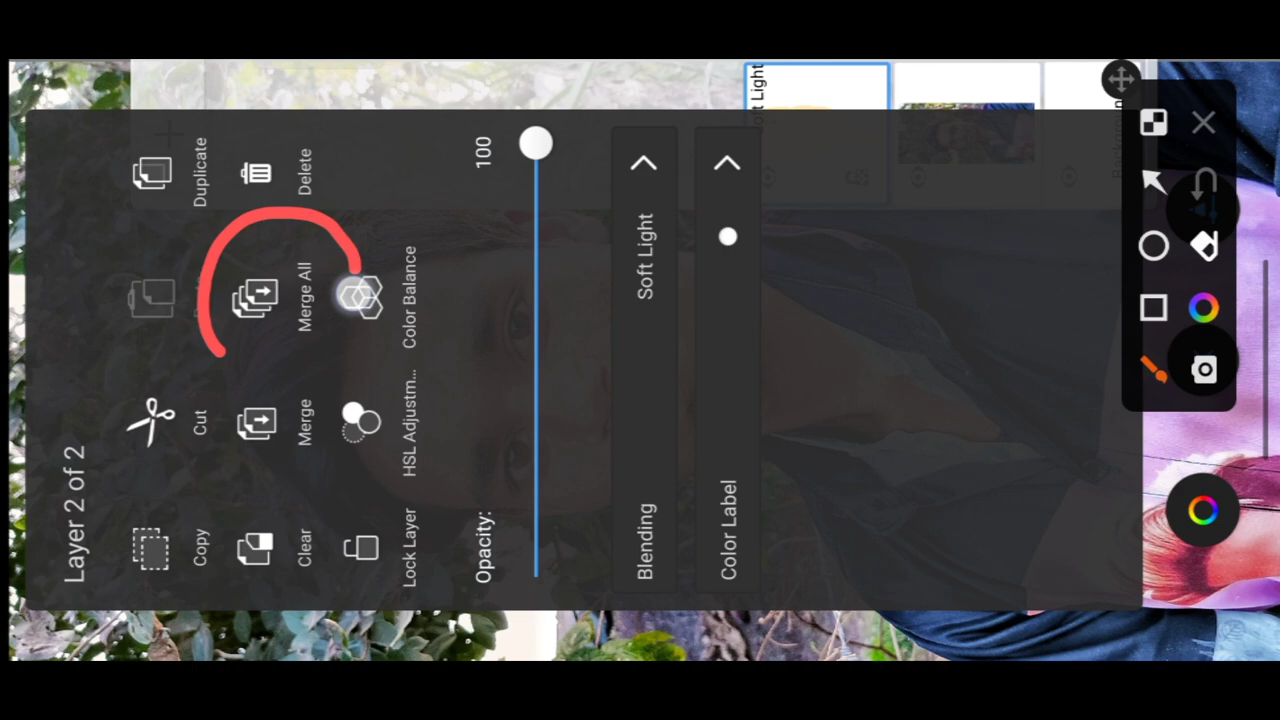 Layer 2 of 2
Copy
Cut
Duplicate
Clear
Merge
Merge All
Delete
Lock Layer
HSL Adjustm...
Color Balance
Opacity:
100
Blending
Soft Light
Color Label